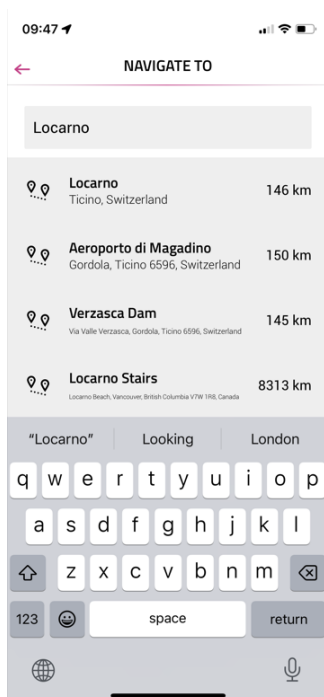 09:47
NAVIGATE TO
Locarno
Locarno
Ticino, Switzerland
146 km
Aeroporto di Magadino
Gordola, Ticino 6596, Switzerland
150 km
Verzasca Dam
Via Valle Verzasca, Gordola, Ticino 6596, Switzerland
145 km
Locarno Stairs
Locarno Beach, Vancouver, British Columbia V7W 1R8, Canada
8313 km
“Locarno” Looking London
q w e r t y u i o p
a s d f g h j k l
z x c v b n m
123 space return